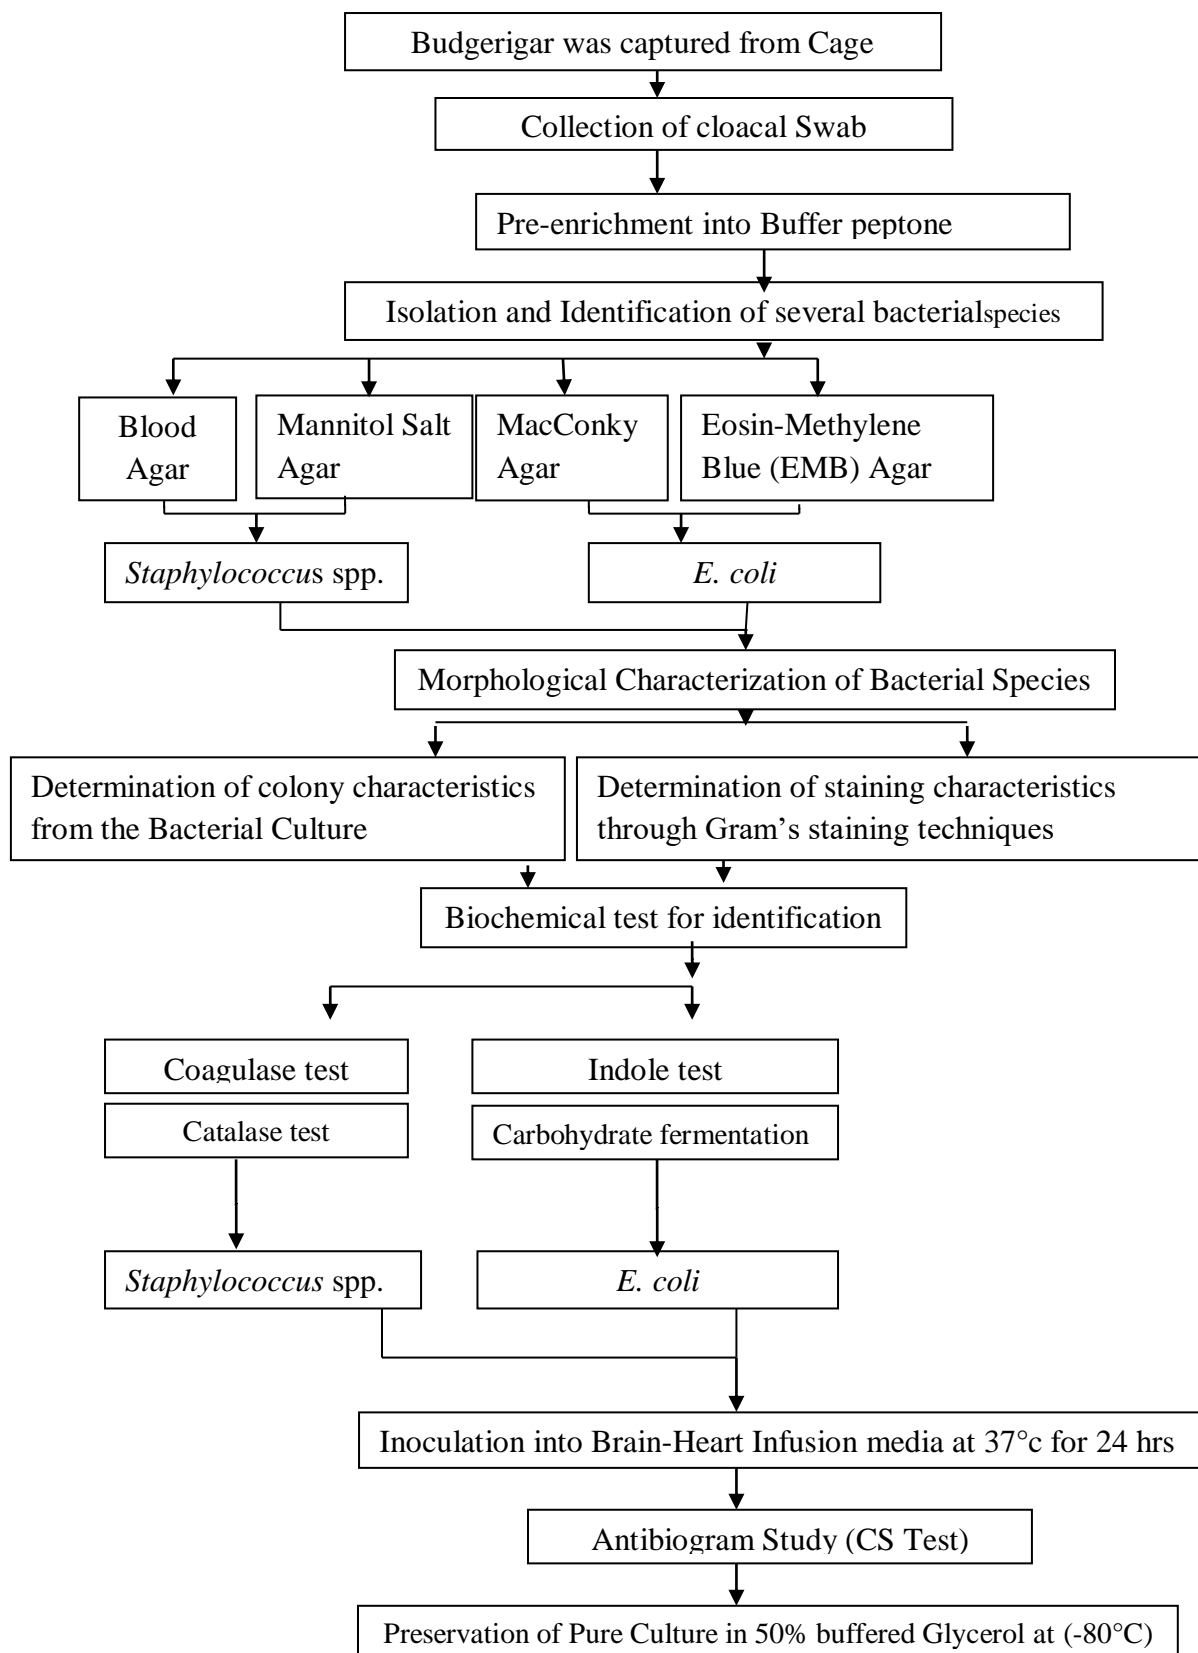 Budgerigar was captured from Cage
Collection of cloacal Swab
Pre-enrichment into Buffer peptone
Isolation and Identification of several bacterialspecies
Blood
Agar
Mannitol Salt
Agar
MacConky
Agar
Eosin-Methylene
Blue (EMB) Agar
Staphylococcus spp.
E. coli
Morphological Characterization of Bacterial Species
Determination of colony characteristics
from the Bacterial Culture
Determination of staining characteristics
through Gram’s staining techniques
Biochemical test for identification
Coagulase test
Indole test
Catalase test
Carbohydrate fermentation
Staphylococcus spp.
E. coli
Inoculation into Brain-Heart Infusion media at 37°c for 24 hrs
Antibiogram Study (CS Test)
Preservation of Pure Culture in 50% buffered Glycerol at (-80°C)